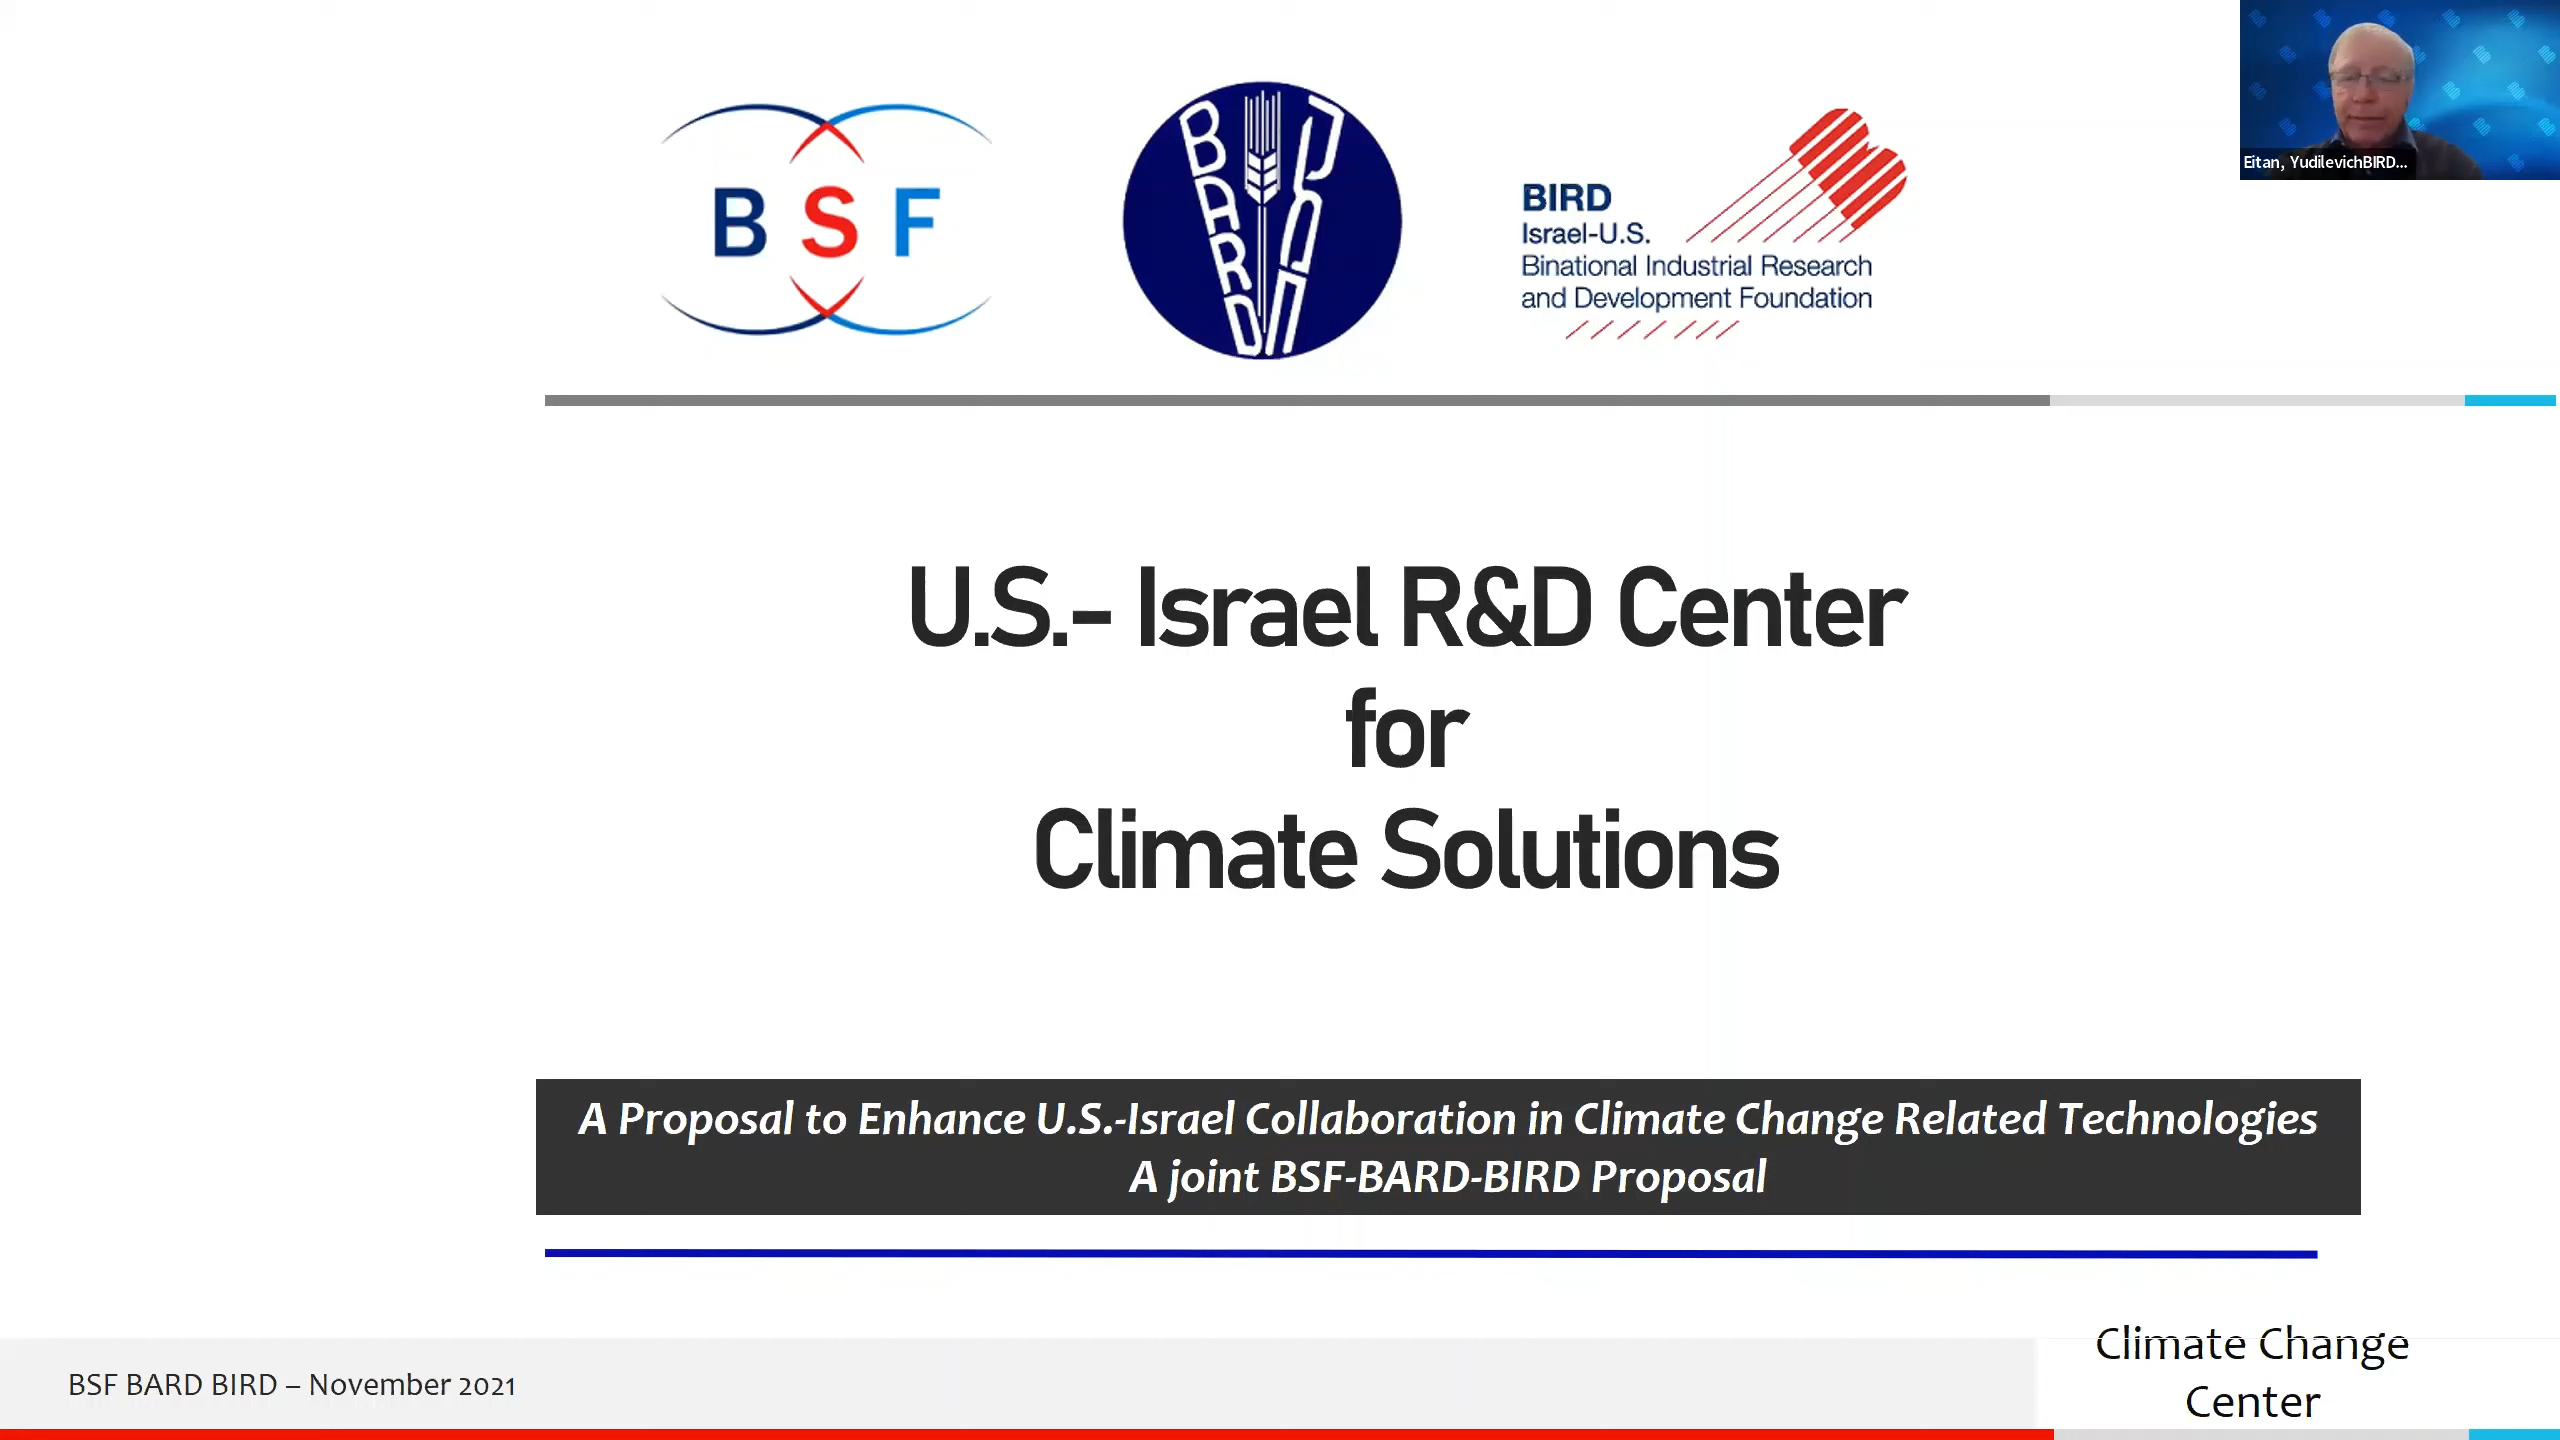 B S F
BARD
קמח
BIRD
Israel-U.S.
Binational Industrial Research
and Development Foundation
Eitan, YudilevichBIRD...
U.S.- Israel R&D Center
for
Climate Solutions
A Proposal to Enhance U.S.-Israel Collaboration in Climate Change Related Technologies
A joint BSF-BARD-BIRD Proposal
BSF BARD BIRD – November 2021
Climate Change
Center